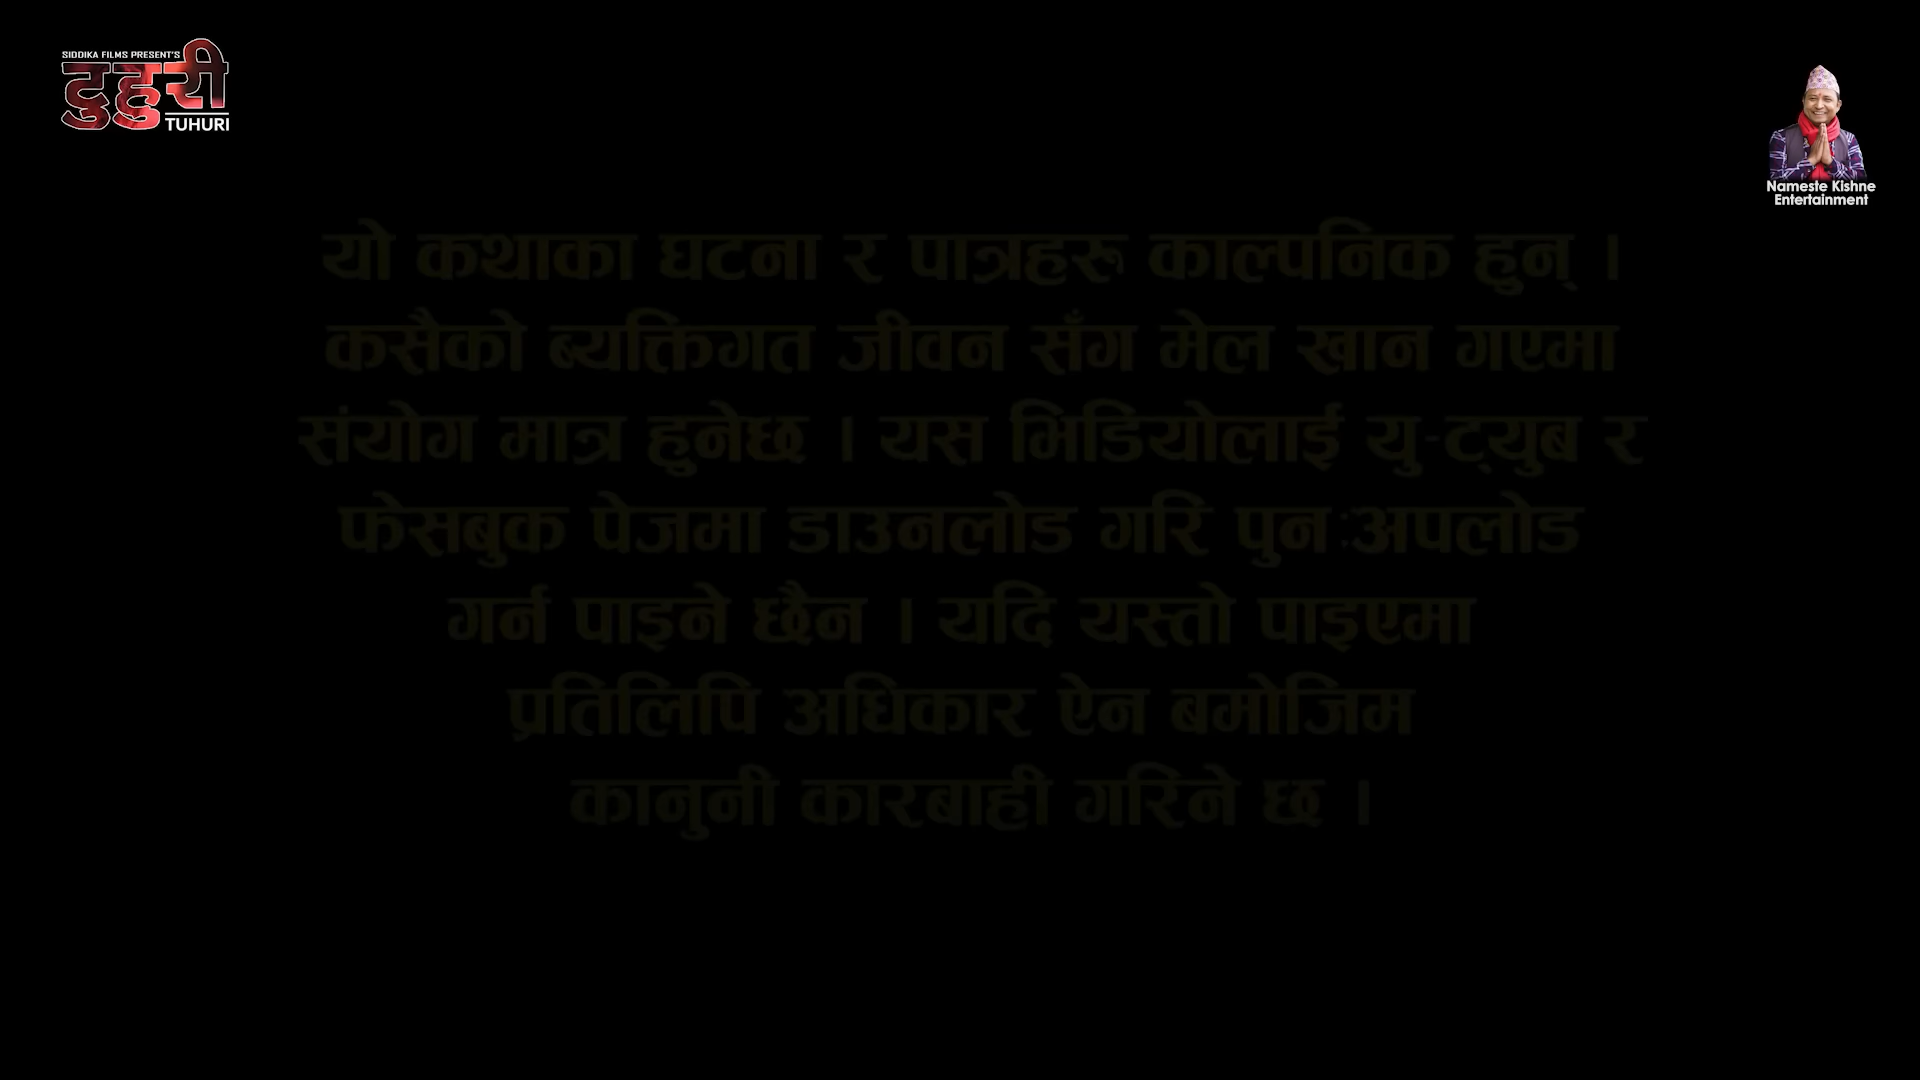 SIDDIKA FILMS PRESENT'S
टुहुरी
TUHURI
Nameste Kishne
Entertainment
यो कथाका घटना र पात्रहरू काल्पनिक हुन् ।
कसैको ब्यक्तिगत जीवन सँग मेल खान गएमा
संयोग मात्र हुनेछ । यस भिडियोलाई यु-ट्युब र
फेसबुक पेजमा डाउनलोड गरि पुनःअपलोड
गर्न पाइने छैन । यदि यस्तो पाइएमा
प्रतिलिपि अधिकार ऐन बमोजिम
कानुनी कारबाही गरिने छ ।